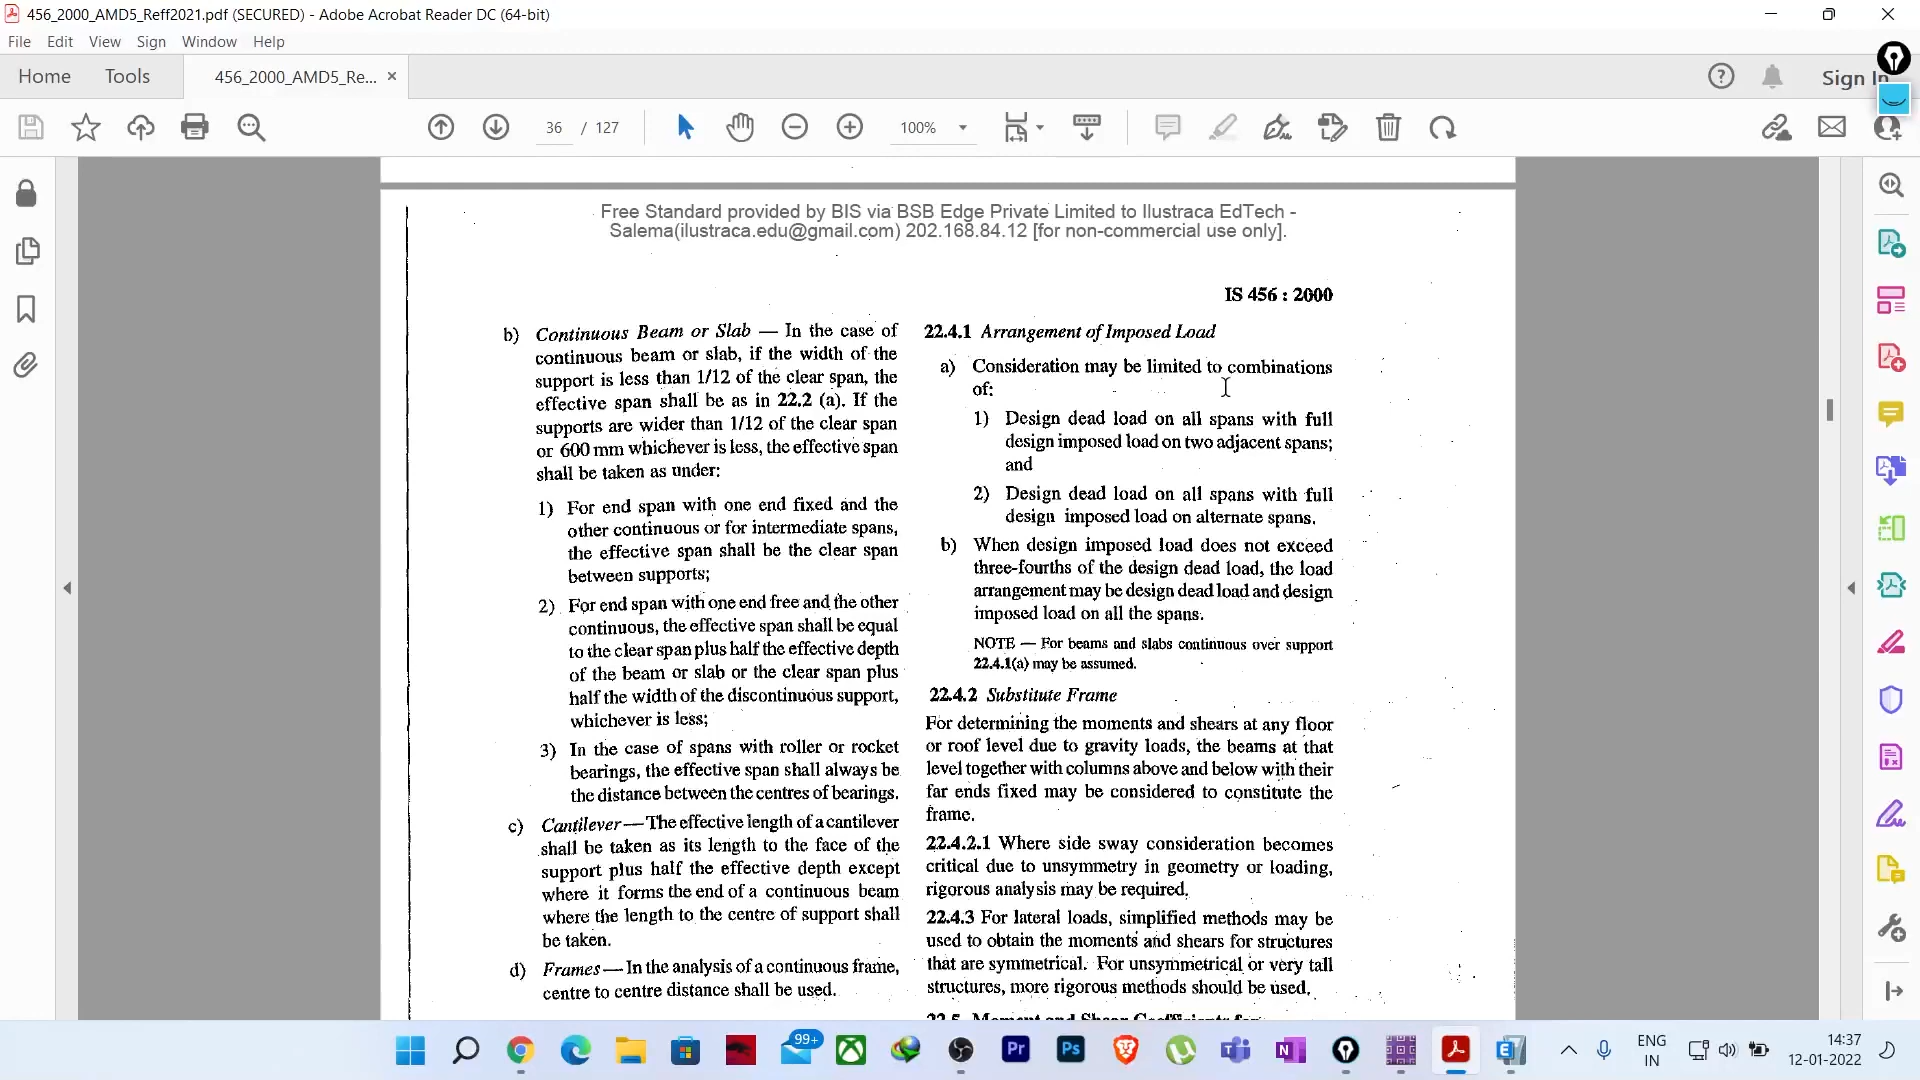 456_2000_AMD5_Reff2021.pdf (SECURED) - Adobe Acrobat Reader DC (64-bit)
File Edit View Sign Window Help
Home Tools 456_2000_AMD5_Re... × Sign In
36 / 127 100%
Free Standard provided by BIS via BSB Edge Private Limited to Ilustraca EdTech -
Salema(ilustraca.edu@gmail.com) 202.168.84.12 [for non-commercial use only].
IS 456 : 2000
b) Continuous Beam or Slab — In the case of
continuous beam or slab, if the width of the
support is less than 1/12 of the clear span, the
effective span shall be as in 22.2 (a). If the
supports are wider than 1/12 of the clear span
or 600 mm whichever is less, the effective span
shall be taken as under:
1) For end span with one end fixed and the
other continuous or for intermediate spans,
the effective span shall be the clear span
between supports;
2) For end span with one end free and the other
continuous, the effective span shall be equal
to the clear span plus half the effective depth
of the beam or slab or the clear span plus
half the width of the discontinuous support,
whichever is less;
3) In the case of spans with roller or rocket
bearings, the effective span shall always be
the distance between the centres of bearings.
c) Cantilever—The effective length of a cantilever
shall be taken as its length to the face of the
support plus half the effective depth except
where it forms the end of a continuous beam
where the length to the centre of support shall
be taken.
d) Frames—In the analysis of a continuous frame,
centre to centre distance shall be used.
22.4.1 Arrangement of Imposed Load
a) Consideration may be limited to combinations
of:
1) Design dead load on all spans with full
design imposed load on two adjacent spans;
and
2) Design dead load on all spans with full
design imposed load on alternate spans.
b) When design imposed load does not exceed
three-fourths of the design dead load, the load
arrangement may be design dead load and design
imposed load on all the spans.
NOTE — For beams and slabs continuous over support
22.4.1(a) may be assumed.
22.4.2 Substitute Frame
For determining the moments and shears at any floor
or roof level due to gravity loads, the beams at that
level together with columns above and below with their
far ends fixed may be considered to constitute the
frame.
22.4.2.1 Where side sway consideration becomes
critical due to unsymmetry in geometry or loading,
rigorous analysis may be required.
22.4.3 For lateral loads, simplified methods may be
used to obtain the moments and shears for structures
that are symmetrical. For unsymmetrical or very tall
structures, more rigorous methods should be used.
22.5 Moment and Shear Coefficients for
99+ Pr Ps
ENG
IN
14:37
12-01-2022